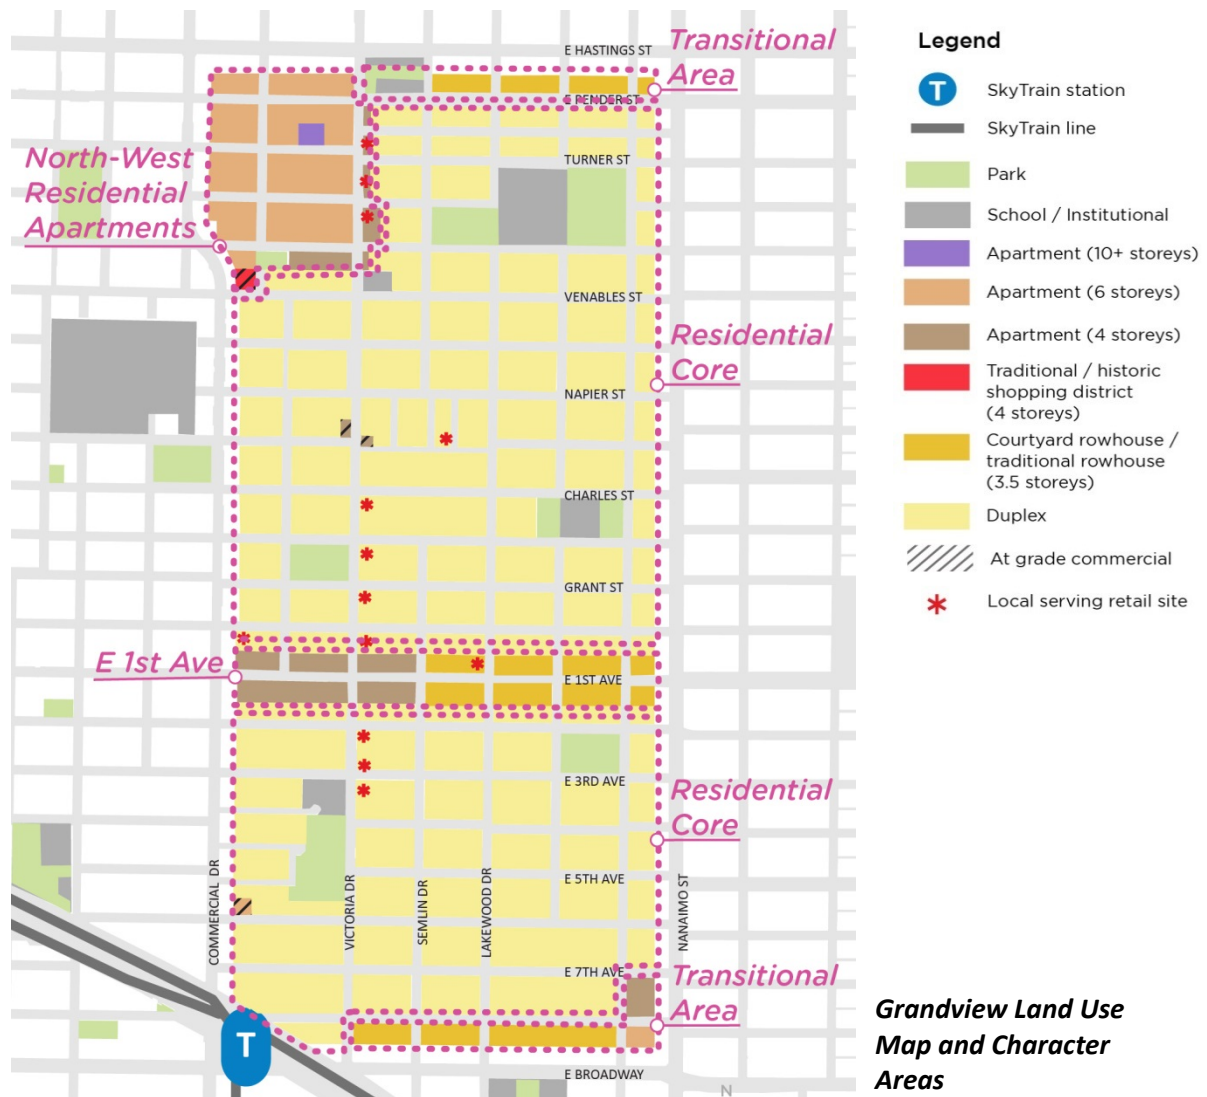 E HASTINGS ST
Transitional
Area
E PENDER ST
TURNER ST
North-West
Residential
Apartments
VENABLES ST
Residential
Core
NAPIER ST
CHARLES ST
GRANT ST
E 1st Ave
E 1ST AVE
E 3RD AVE
Residential
Core
E 5TH AVE
COMMERCIAL DR
VICTORIA DR
SEMLIN DR
LAKEWOOD DR
NANAIMO ST
E 7TH AVE
Transitional
Area
T
E BROADWAY
N
Legend
T
SkyTrain station
SkyTrain line
Park
School / Institutional
Apartment (10+ storeys)
Apartment (6 storeys)
Apartment (4 storeys)
Traditional / historic
shopping district
(4 storeys)
Courtyard rowhouse /
traditional rowhouse
(3.5 storeys)
Duplex
At grade commercial
Local serving retail site
Grandview Land Use
Map and Character
Areas